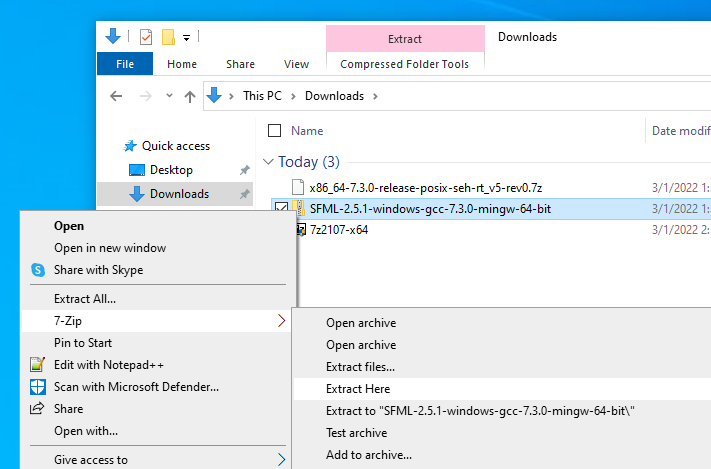 Extract
Downloads
File
Home
Share
View
Compressed Folder Tools
This PC
Downloads
Quick access
Desktop
Downloads
Name
Date modif
Today (3)
x86_64-7.3.0-release-posix-seh-rt_v5-rev0.7z
3/1/2022 1:
SFML-2.5.1-windows-gcc-7.3.0-mingw-64-bit
3/1/2022 1:
7z2107-x64
3/1/2022 2:
Open
Open in new window
Share with Skype
Extract All...
7-Zip
Pin to Start
Edit with Notepad++
Scan with Microsoft Defender...
Share
Open with...
Give access to
Open archive
Open archive
Extract files...
Extract Here
Extract to "SFML-2.5.1-windows-gcc-7.3.0-mingw-64-bit\"
Test archive
Add to archive...